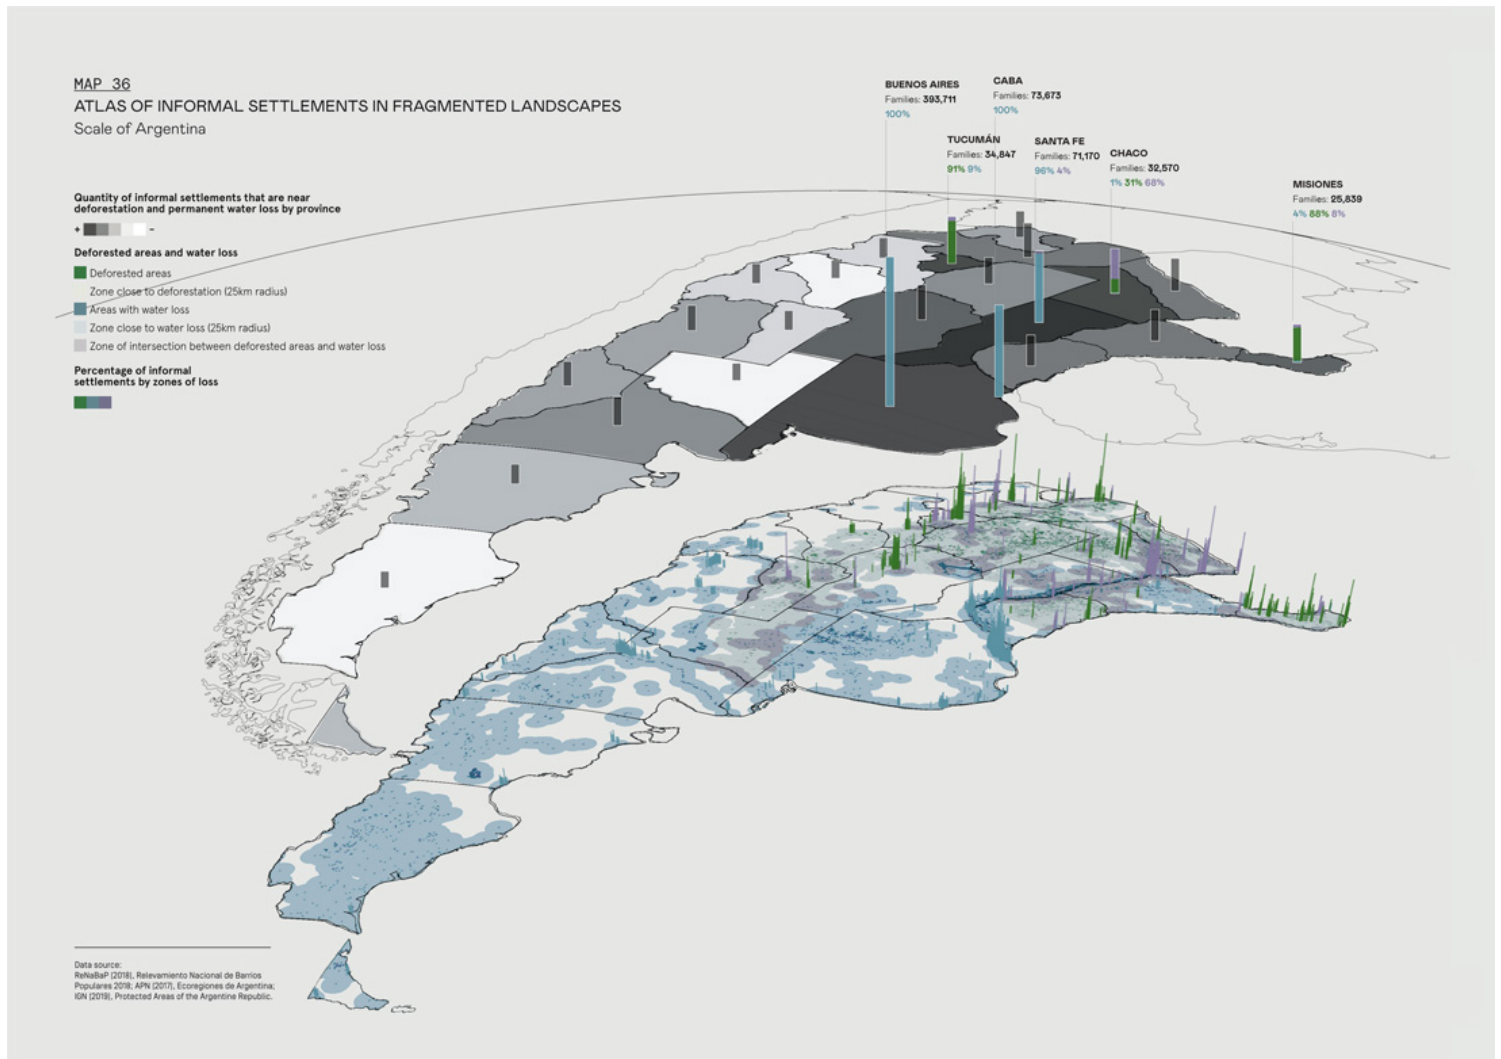 MAP 36
ATLAS OF INFORMAL SETTLEMENTS IN FRAGMENTED LANDSCAPES
Scale of Argentina
Quantity of informal settlements that are near
deforestation and permanent water loss by province
+ -
Deforested areas and water loss
Deforested areas
Zone close to deforestation (25km radius)
Areas with water loss
Zone close to water loss (25km radius)
Zone of intersection between deforested areas and water loss
Percentage of informal
settlements by zones of loss
BUENOS AIRES
Families: 393,711
100%
CABA
Families: 73,673
100%
TUCUMÁN
Families: 34,847
91% 9%
SANTA FE
Families: 71,170
96% 4%
CHACO
Families: 32,570
1% 31% 68%
MISIONES
Families: 25,839
4% 88% 8%
Data source:
ReNaBaP (2018), Relevamiento Nacional de Barrios
Populares 2018; APN (2017), Ecoregiones de Argentina;
IGN (2019), Protected Areas of the Argentine Republic.